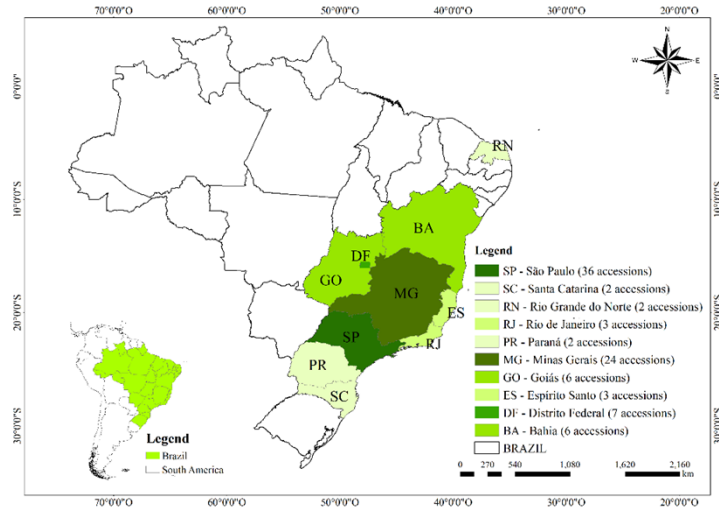 70°0'0"O 60°0'0"O 50°0'0"O 40°0'0"O 30°0'0"O 20°0'0"O
N
W E
S
0°0'0" 0°0'0"
RN
10°0'0"S 10°0'0"S
BA
DF
GO
MG
ES
20°0'0"S 20°0'0"S
SP
RJ
PR
SC
30°0'0"S 30°0'0"S
Legend
SP - São Paulo (36 accessions)
SC - Santa Catarina (2 accessions)
RN - Rio Grande do Norte (2 accessions)
RJ - Rio de Janeiro (3 accessions)
PR - Paraná (2 accessions)
MG - Minas Gerais (24 accessions)
GO - Goiás (6 accessions)
ES - Espírito Santo (3 accessions)
DF - Distrito Federal (7 accessions)
BA - Bahia (6 accessions)
BRAZIL
0 270 540 1,080 1,620 2,160
km
Legend
Brazil
South America
70°0'0"O 60°0'0"O 50°0'0"O 40°0'0"O 30°0'0"O 20°0'0"O